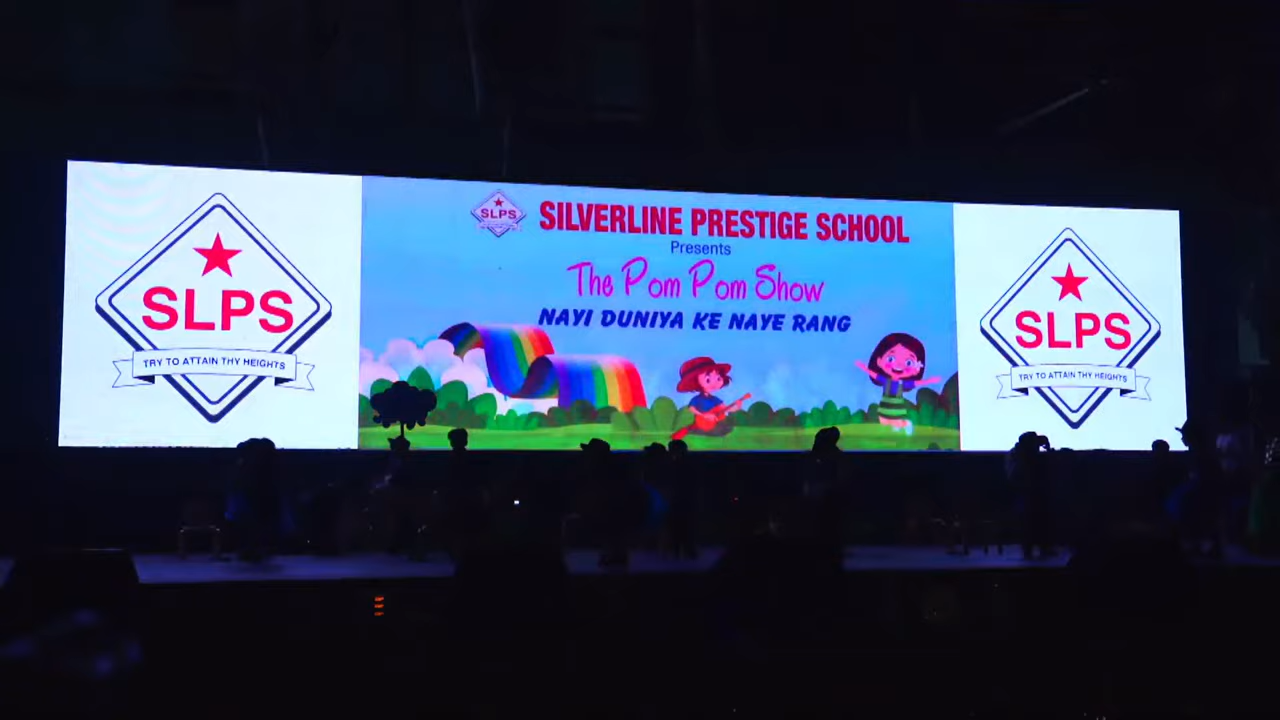 SLPS
TRY TO ATTAIN THY HEIGHTS
SLPS
SILVERLINE PRESTIGE SCHOOL
Presents
The Pom Pom Show
NAYI DUNIYA KE NAYE RANG
SLPS
TRY TO ATTAIN THY HEIGHTS